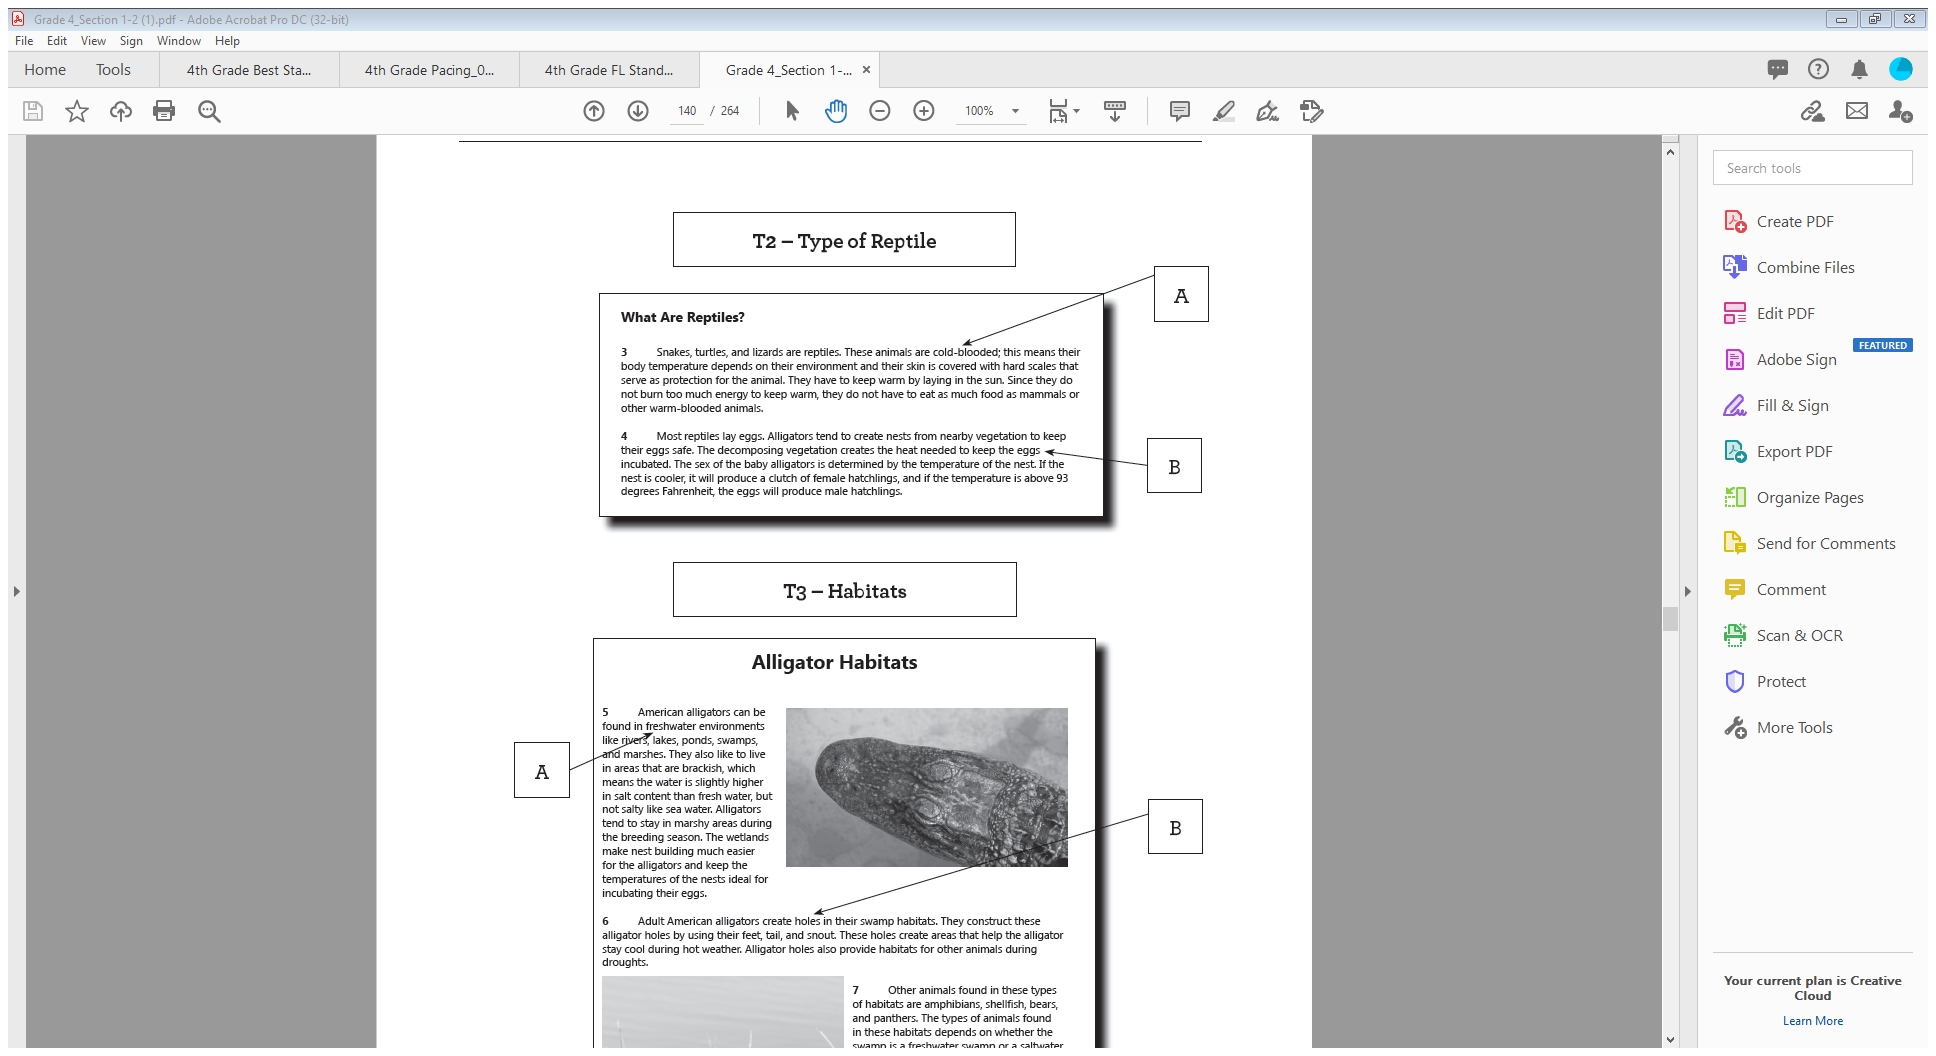 Grade 4_Section 1-2 (1).pdf - Adobe Acrobat Pro DC (32-bit)
File Edit View Sign Window Help
Home Tools 4th Grade Best Sta... 4th Grade Pacing_0... 4th Grade FL Stand... Grade 4_Section 1-...
140 / 264 100%
T2 – Type of Reptile
A
What Are Reptiles?
3 Snakes, turtles, and lizards are reptiles. These animals are cold-blooded; this means their
body temperature depends on their environment and their skin is covered with hard scales that
serve as protection for the animal. They have to keep warm by laying in the sun. Since they do
not burn too much energy to keep warm, they do not have to eat as much food as mammals or
other warm-blooded animals.
4 Most reptiles lay eggs. Alligators tend to create nests from nearby vegetation to keep
their eggs safe. The decomposing vegetation creates the heat needed to keep the eggs
incubated. The sex of the baby alligators is determined by the temperature of the nest. If the
nest is cooler, it will produce a clutch of female hatchlings, and if the temperature is above 93
degrees Fahrenheit, the eggs will produce male hatchlings.
B
T3 – Habitats
Alligator Habitats
5 American alligators can be
found in freshwater environments
like rivers, lakes, ponds, swamps,
and marshes. They also like to live
in areas that are brackish, which
means the water is slightly higher
in salt content than fresh water, but
not salty like sea water. Alligators
tend to stay in marshy areas during
the breeding season. The wetlands
make nest building much easier
for the alligators and keep the
temperatures of the nests ideal for
incubating their eggs.
A
B
6 Adult American alligators create holes in their swamp habitats. They construct these
alligator holes by using their feet, tail, and snout. These holes create areas that help the alligator
stay cool during hot weather. Alligator holes also provide habitats for other animals during
droughts.
7 Other animals found in these types
of habitats are amphibians, shellfish, bears,
and panthers. The types of animals found
in these habitats depends on whether the
swamp is a freshwater swamp or a saltwater
Search tools
Create PDF
Combine Files
Edit PDF
FEATURED
Adobe Sign
Fill & Sign
Export PDF
Organize Pages
Send for Comments
Comment
Scan & OCR
Protect
More Tools
Your current plan is Creative
Cloud
Learn More